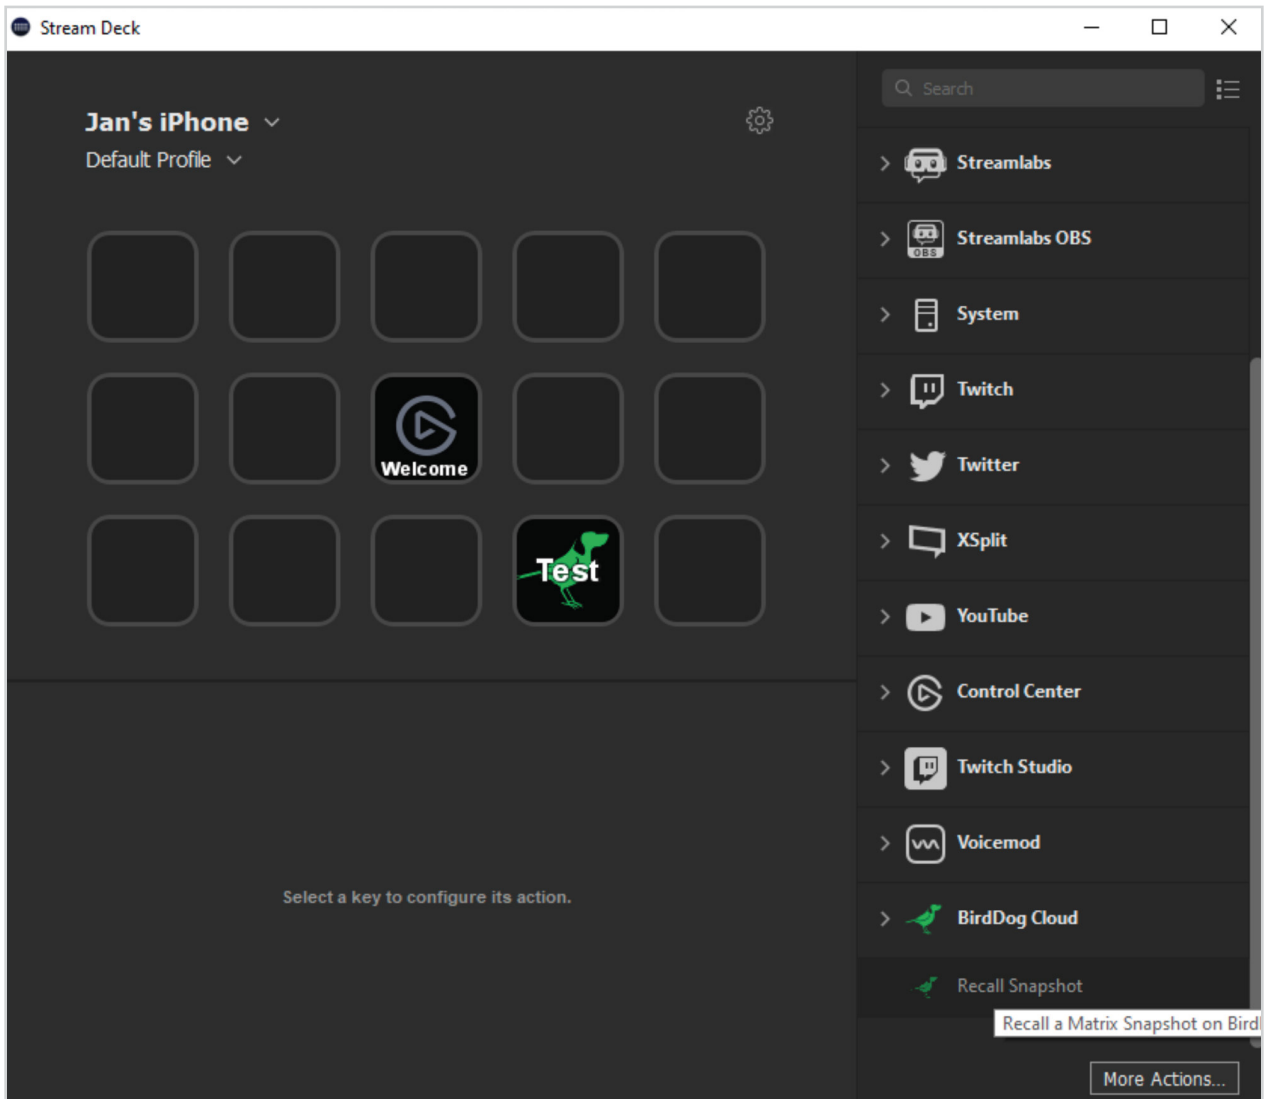 Stream Deck
Jan's iPhone
Default Profile
Welcome
Test
Select a key to configure its action.
Search
Streamlabs
OBS
Streamlabs OBS
System
Twitch
Twitter
XSplit
YouTube
Control Center
Twitch Studio
Voicemod
BirdDog Cloud
Recall Snapshot
Recall a Matrix Snapshot on Bird
More Actions...